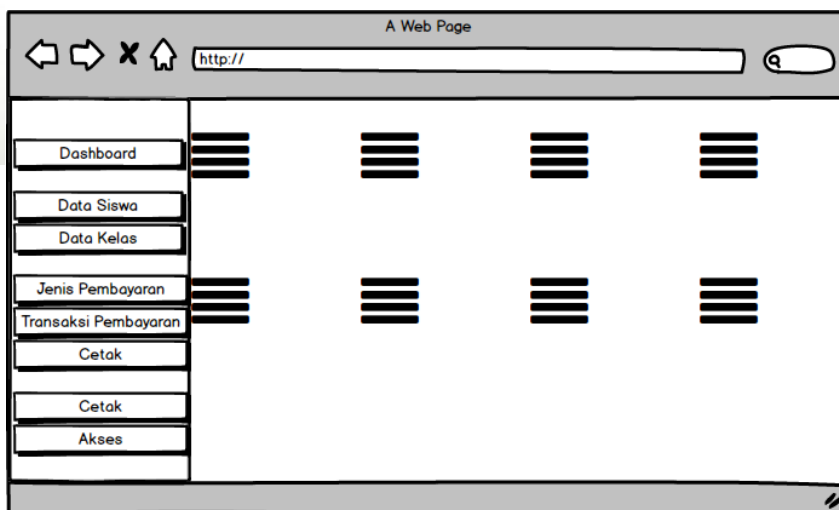 A Web Page
http://
Dashboard
Data Siswa
Data Kelas
Jenis Pembayaran
Transaksi Pembayaran
Cetak
Cetak
Akses